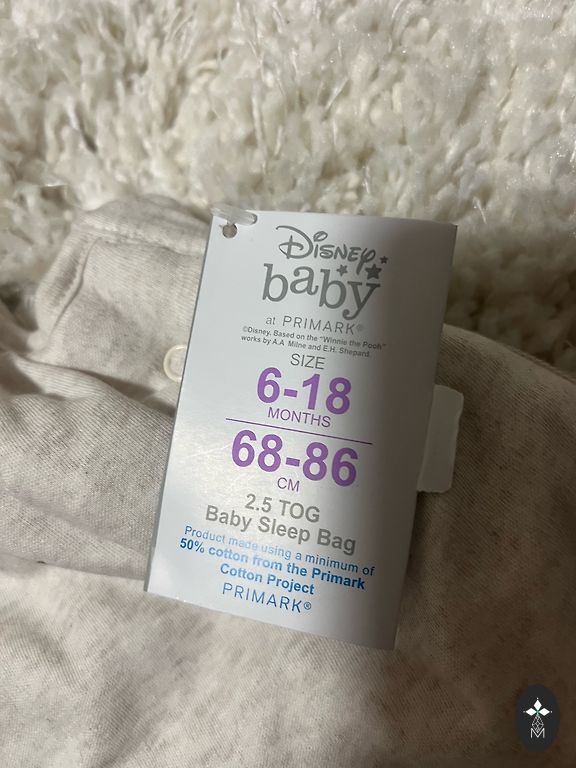 Disney
baby
at PRIMARK®
©Disney. Based on the "Winnie the Pooh"
works by A.A Milne and E.H. Shepard.
SIZE
6-18
MONTHS
68-86
CM
2.5 TOG
Baby Sleep Bag
Product made using a minimum of
50% cotton from the Primark
Cotton Project
PRIMARK®
M